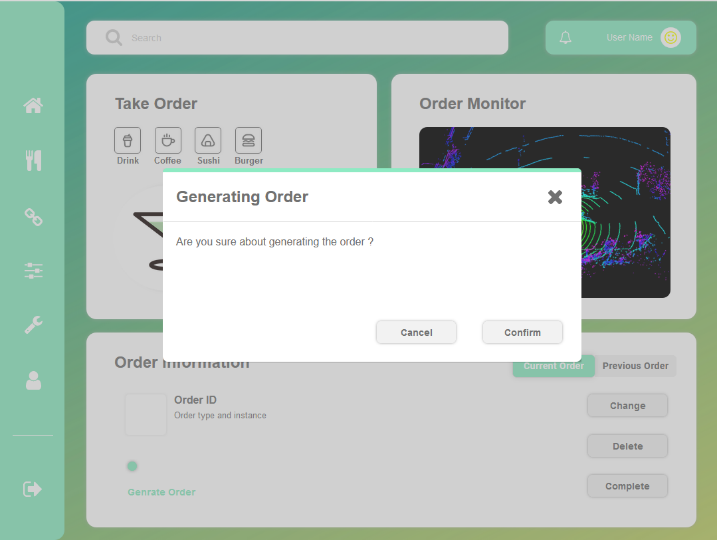 Search
User Name
Take Order
Order Monitor
Drink
Coffee
Sushi
Burger
Generating Order
Are you sure about generating the order ?
Cancel
Confirm
Order Information
Current Order
Previous Order
Order ID
Order type and instance
Change
Delete
Genrate Order
Complete